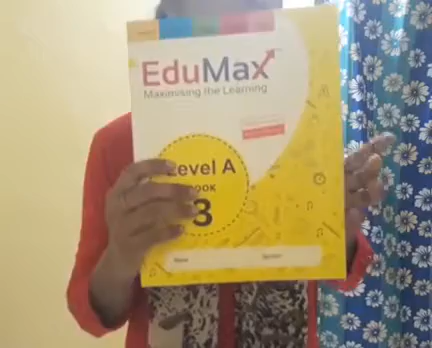 EduMax
Maximising the Learning
Level A
BOOK
3
Name
Section